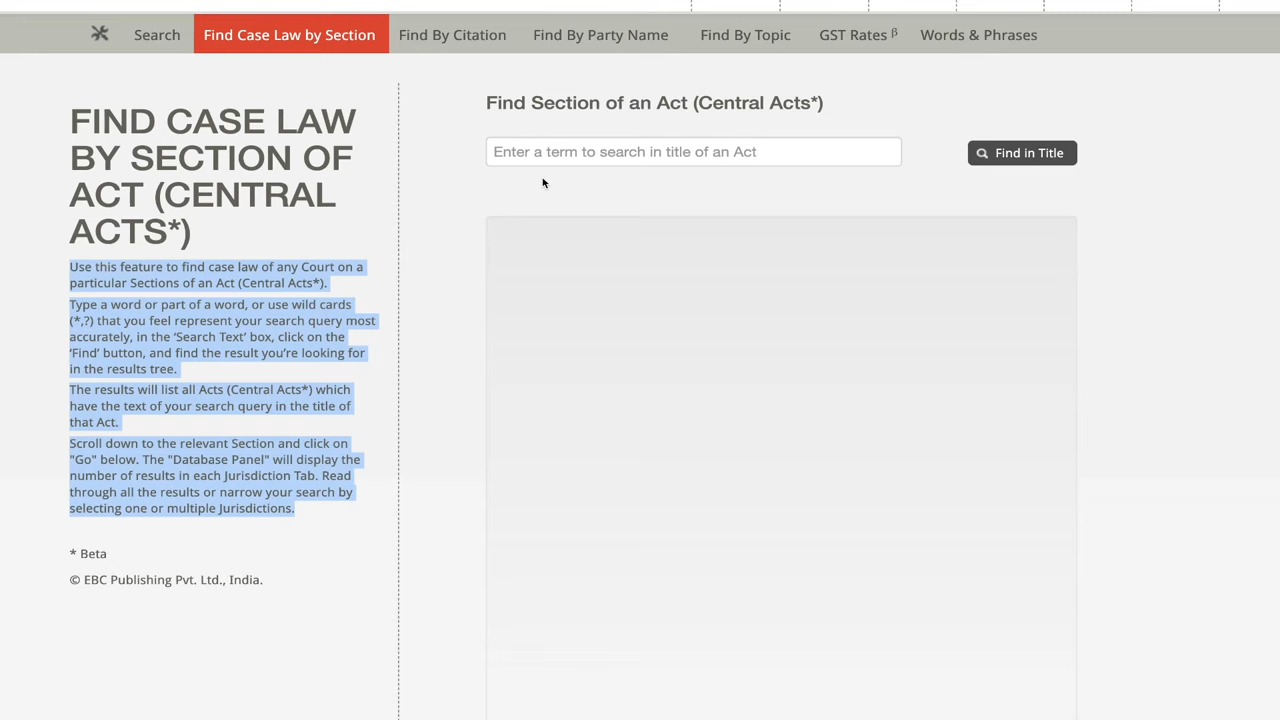 Search Find Case Law by Section Find By Citation Find By Party Name Find By Topic GST Rates β Words & Phrases
FIND CASE LAW
BY SECTION OF
ACT (CENTRAL
ACTS*)
Use this feature to find case law of any Court on a
particular Sections of an Act (Central Acts*).
Type a word or part of a word, or use wild cards
(*,?) that you feel represent your search query most
accurately, in the ‘Search Text’ box, click on the
‘Find’ button, and find the result you’re looking for
in the results tree.
The results will list all Acts (Central Acts*) which
have the text of your search query in the title of
that Act.
Scroll down to the relevant Section and click on
"Go" below. The "Database Panel" will display the
number of results in each Jurisdiction Tab. Read
through all the results or narrow your search by
selecting one or multiple Jurisdictions.
* Beta
© EBC Publishing Pvt. Ltd., India.
Find Section of an Act (Central Acts*)
Enter a term to search in title of an Act
Find in Title